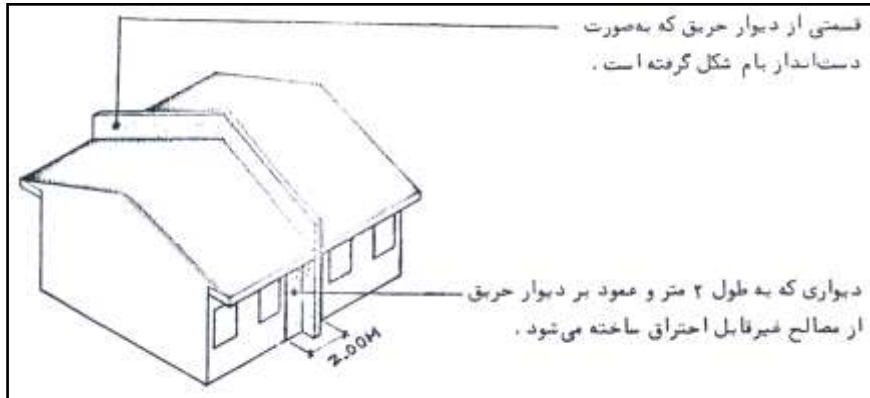 قسمتی از دیوار حریق که به‌صورت
دست‌انداز بام شکل گرفته است .
دیواری که به طول ۲ متر و عمود بر دیوار حریق
از مصالح غیرقابل احتراق ساخته می‌شود .
2.00M